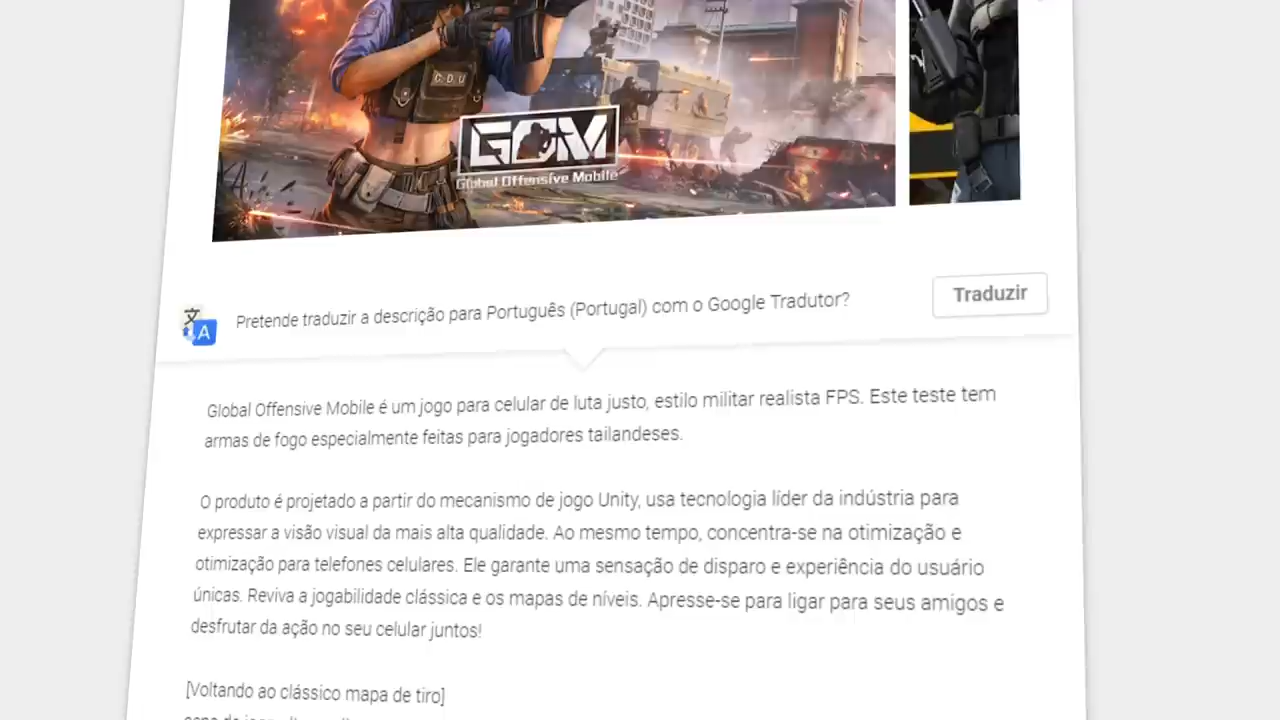 C.D.U
GOM
Global Offensive Mobile
Pretende traduzir a descrição para Português (Portugal) com o Google Tradutor?
Traduzir
文
A
Global Offensive Mobile é um jogo para celular de luta justo, estilo militar realista FPS. Este teste tem
armas de fogo especialmente feitas para jogadores tailandeses.
O produto é projetado a partir do mecanismo de jogo Unity, usa tecnologia líder da indústria para
expressar a visão visual da mais alta qualidade. Ao mesmo tempo, concentra-se na otimização e
otimização para telefones celulares. Ele garante uma sensação de disparo e experiência do usuário
únicas. Reviva a jogabilidade clássica e os mapas de níveis. Apresse-se para ligar para seus amigos e
desfrutar da ação no seu celular juntos!
[Voltando ao clássico mapa de tiro]